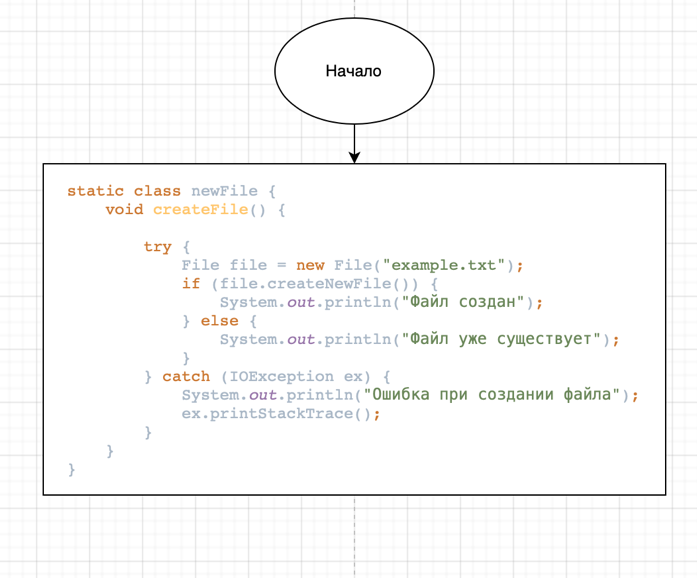 Начало
static class newFile {
void createFile() {
try {
File file = new File("example.txt");
if (file.createNewFile()) {
System.out.println("Файл создан");
} else {
System.out.println("Файл уже существует");
}
} catch (IOException ex) {
System.out.println("Ошибка при создании файла");
ex.printStackTrace();
}
}
}